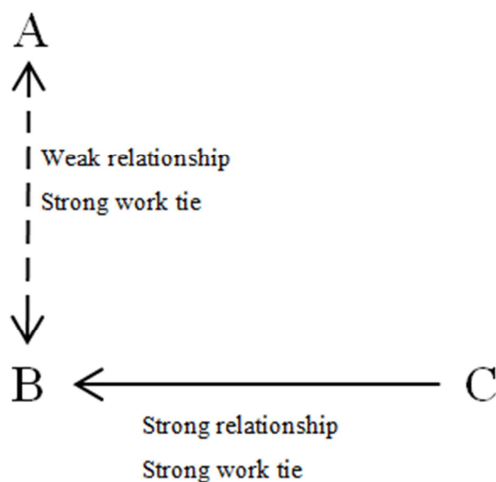 A
Weak relationship
Strong work tie
B
C
Strong relationship
Strong work tie